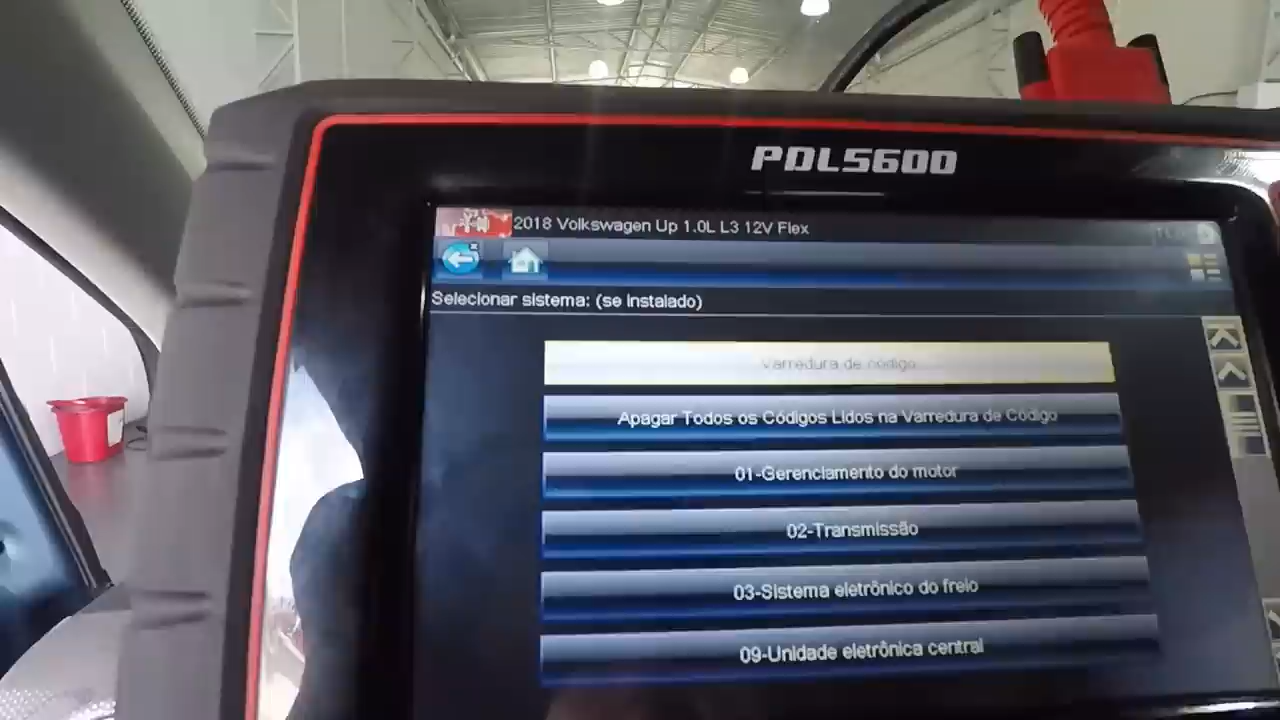 PDL5600
2018 Volkswagen Up 1.0L L3 12V Flex
Selecionar sistema: (se instalado)
Varredura de código
Apagar Todos os Códigos Lidos na Varredura de Código
01-Gerenciamento do motor
02-Transmissão
03-Sistema eletrônico do freio
09-Unidade eletrônica central